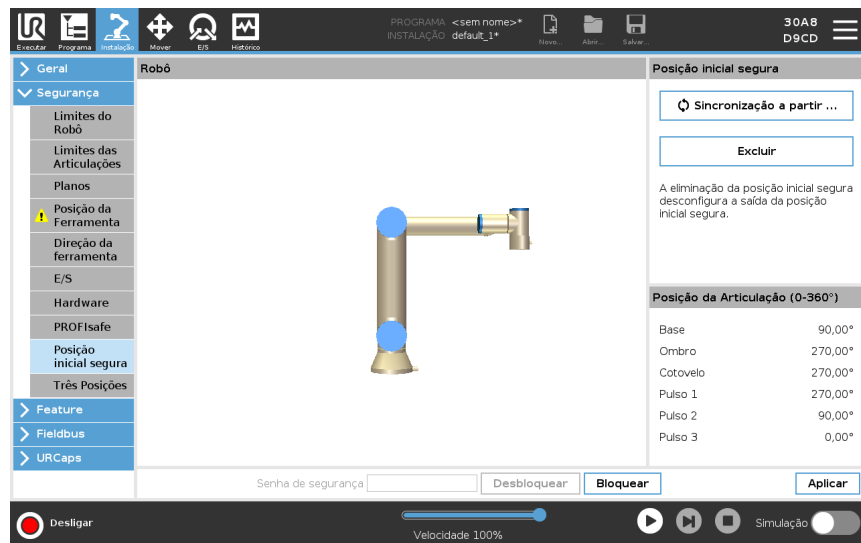 Executar Programa Instalação Mover E/S Histórico
PROGRAMA <sem nome>*
INSTALAÇÃO default_1*
Novo... Abrir... Salvar...
30A8
D9CD
Geral
Segurança
Limites do
Robô
Limites das
Articulações
Planos
Posição da
Ferramenta
Direção da
ferramenta
E/S
Hardware
PROFIsafe
Posição
inicial segura
Três Posições
Feature
Fieldbus
URCaps
Robô
Posição inicial segura
Sincronização a partir ...
Excluir
A eliminação da posição inicial segura
desconfigura a saída da posição
inicial segura.
Posição da Articulação (0-360°)
Base 90,00°
Ombro 270,00°
Cotovelo 270,00°
Pulso 1 270,00°
Pulso 2 90,00°
Pulso 3 0,00°
Senha de segurança Desbloquear Bloquear Aplicar
Desligar
Velocidade 100%
Simulação